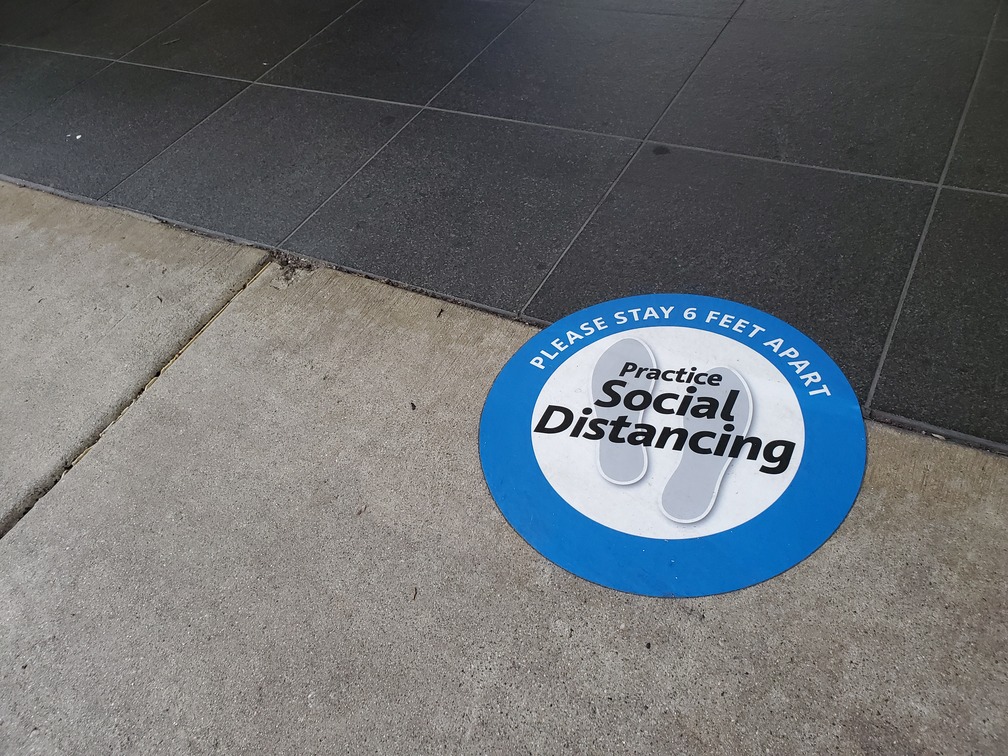 PLEASE STAY 6 FEET APART
Practice
Social
Distancing